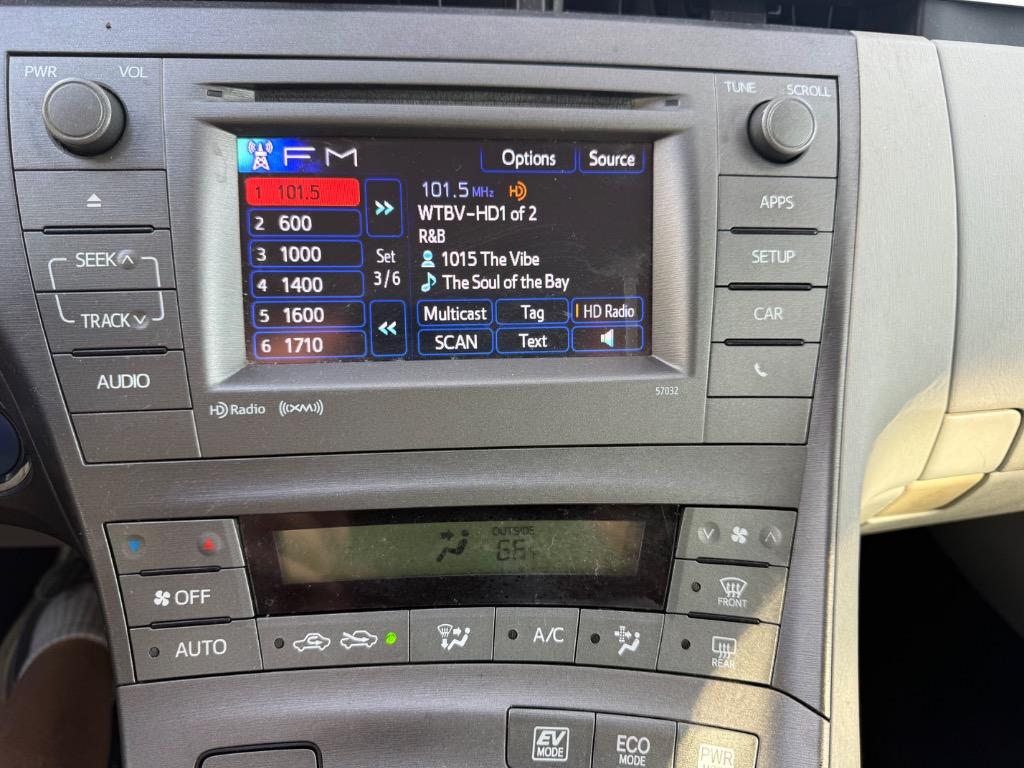 PWR VOL
TUNE SCROLL
FM
Options Source
1 101.5
2 600
3 1000
4 1400
5 1600
6 1710
Set
3/6
101.5 MHz HD
WTBV-HD1 of 2
R&B
1015 The Vibe
The Soul of the Bay
Multicast Tag HD Radio
SCAN Text
SEEK
TRACK
AUDIO
APPS
SETUP
CAR
HD Radio ((XM))
57032
OUTSIDE
66
OFF
AUTO
A/C
FRONT
REAR
EV
MODE
ECO
MODE
PWR